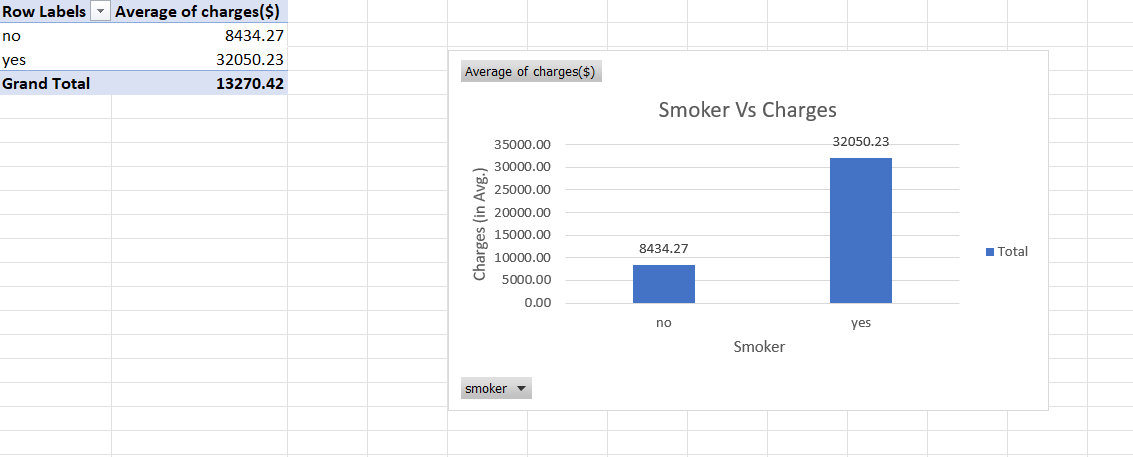 Row Labels Average of charges($)
no 8434.27
yes 32050.23
Grand Total 13270.42
Average of charges($)
Smoker Vs Charges
Charges (in Avg.)
35000.00
30000.00
25000.00
20000.00
15000.00
10000.00
5000.00
0.00
8434.27
32050.23
no yes
Smoker
Total
smoker